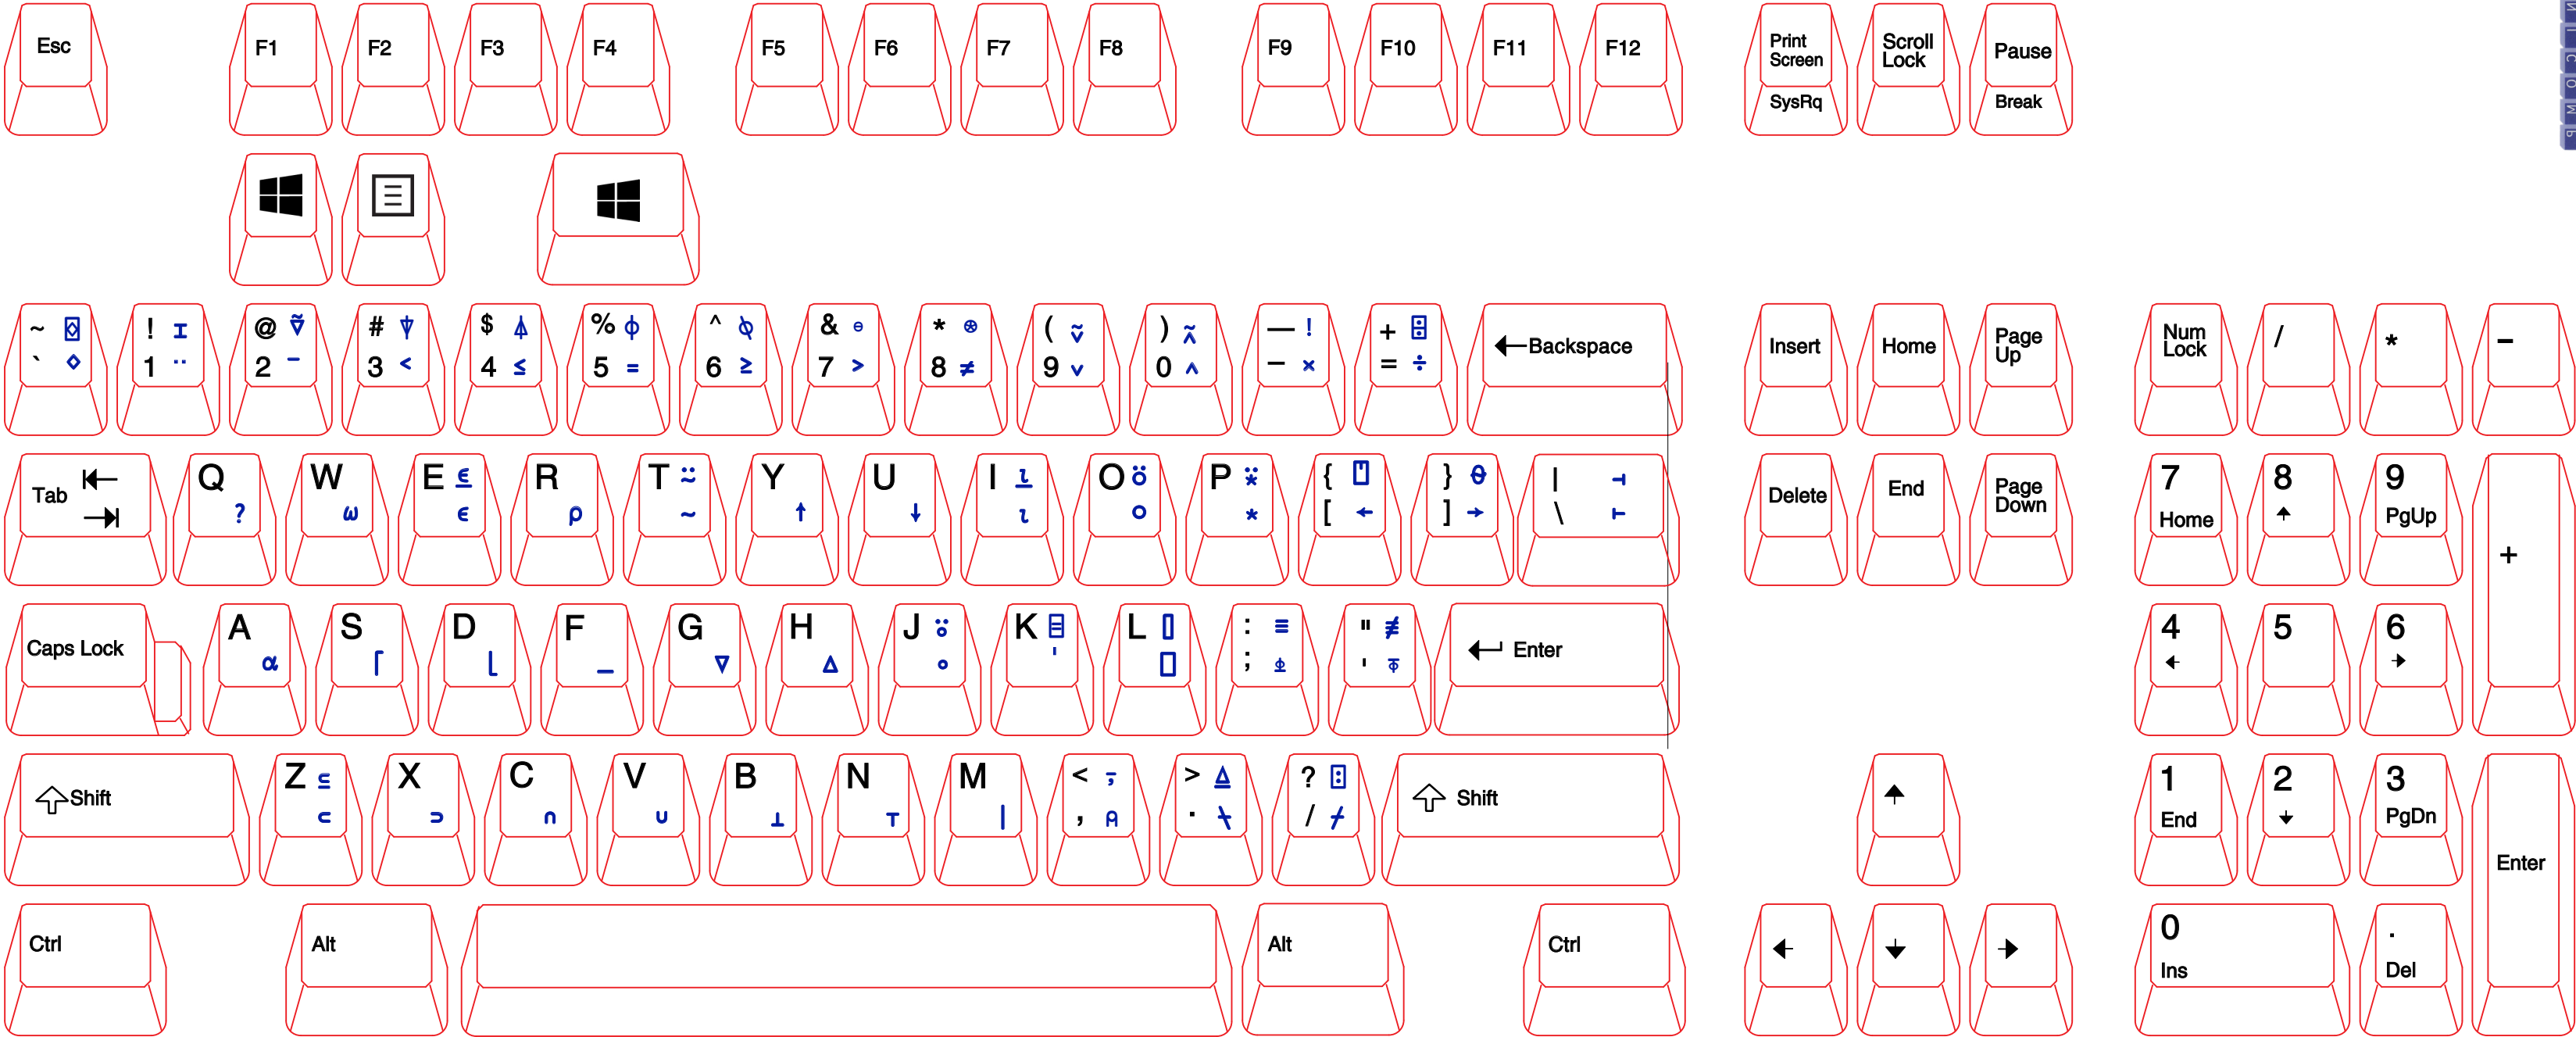 Esc F1 F2 F3 F4 F5 F6 F7 F8 F9 F10 F11 F12 Print Screen SysRq Scroll Lock Pause Break
~ ⌺ ! ⌶ @ ⍫ # ⍒ $ ⍋ % ⌽ ^ ⍉ & ⊖ * ⍟ ( ⍱ ) ⍲ — ! + ⌹ ←Backspace Insert Home Page Up Num Lock / * −
` ⋄ 1 ¨ 2 ¯ 3 < 4 ≤ 5 = 6 ≥ 7 > 8 ≠ 9 ∨ 0 ∧ − × = ÷
Tab Q W E ⍷ R T ⍨ Y U I ⍸ O ⍥ P ⍣ { ⍞ } ⍬ | ⊣ Delete End Page Down 7 8 9 +
? ⍵ ∊ ⍴ ~ ↑ ↓ ⍳ ○ * [ ← ] → \ ⊢ Home ↑ PgUp
Caps Lock A S D F G H J ⍤ K ⌸ L ⌷ : ≡ " ≢ Enter 4 5 6
⍺ ⌈ ⌊ _ ∇ ∆ ∘ ' ⎕ ; ⍎ ' ⍕ ← →
Shift Z ⊆ X C V B N M < ⍪ > ⍙ ? ⍠ Shift ↑ 1 2 3 Enter
⊂ ⊃ ∩ ∪ ⊥ ⊤ | , ⍝ . ⍀ / ⌿ End ↓ PgDn
Ctrl Alt Alt Ctrl ← ↓ → 0 .
Ins Del